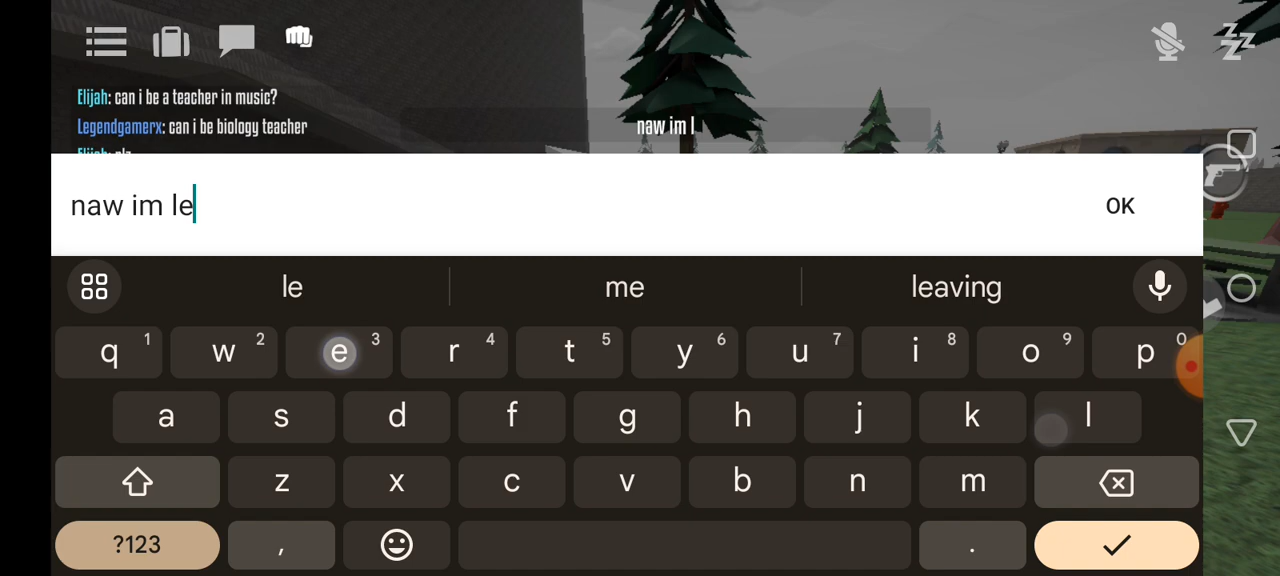 Elijah: can i be a teacher in music?
Legendgamerx: can i be biology teacher
naw im l
naw im le
OK
le me leaving
q 1 w 2 e 3 r 4 t 5 y 6 u 7 i 8 o 9 p 0
a s d f g h j k l
z x c v b n m
?123 , .